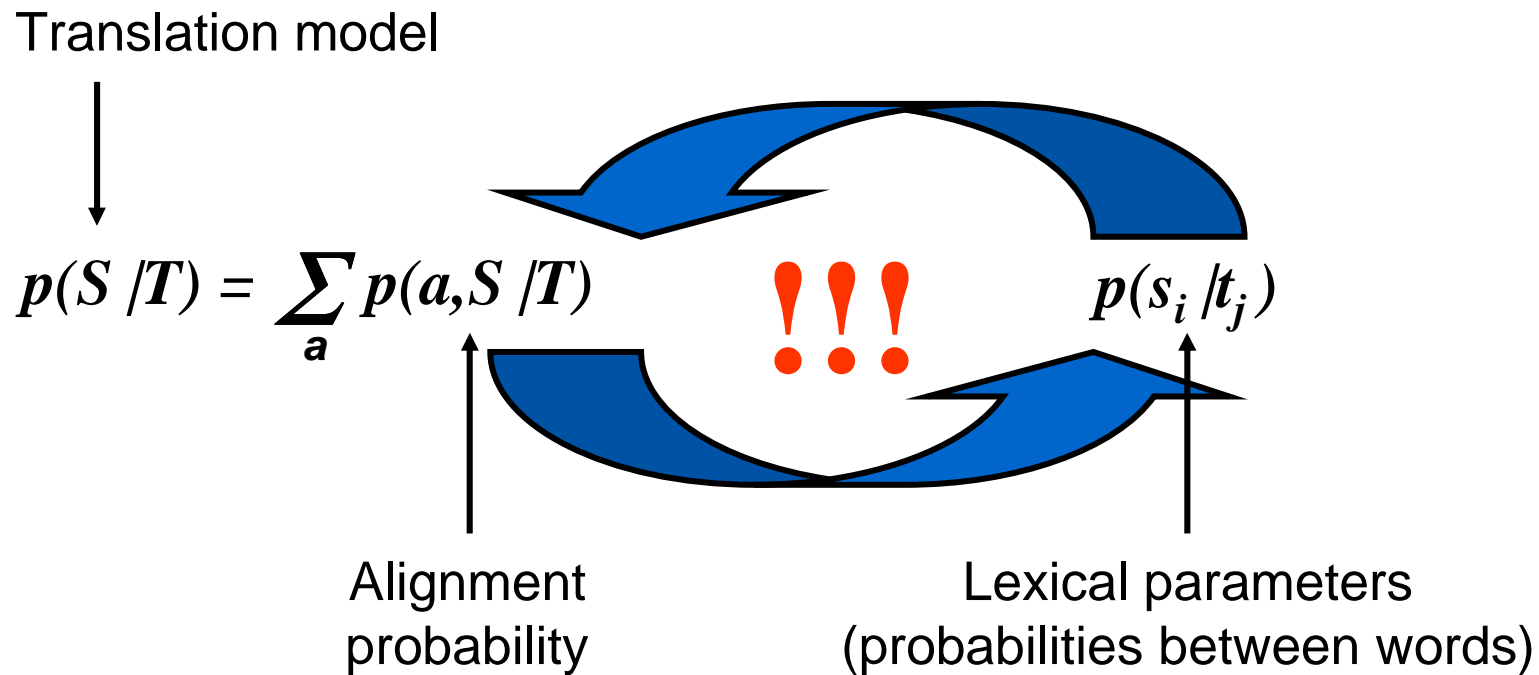 Translation model
p(S /T) = ∑ₐ p(a,S /T)
!!!
p(sᵢ /tⱼ )
Alignment
probability
Lexical parameters
(probabilities between words)